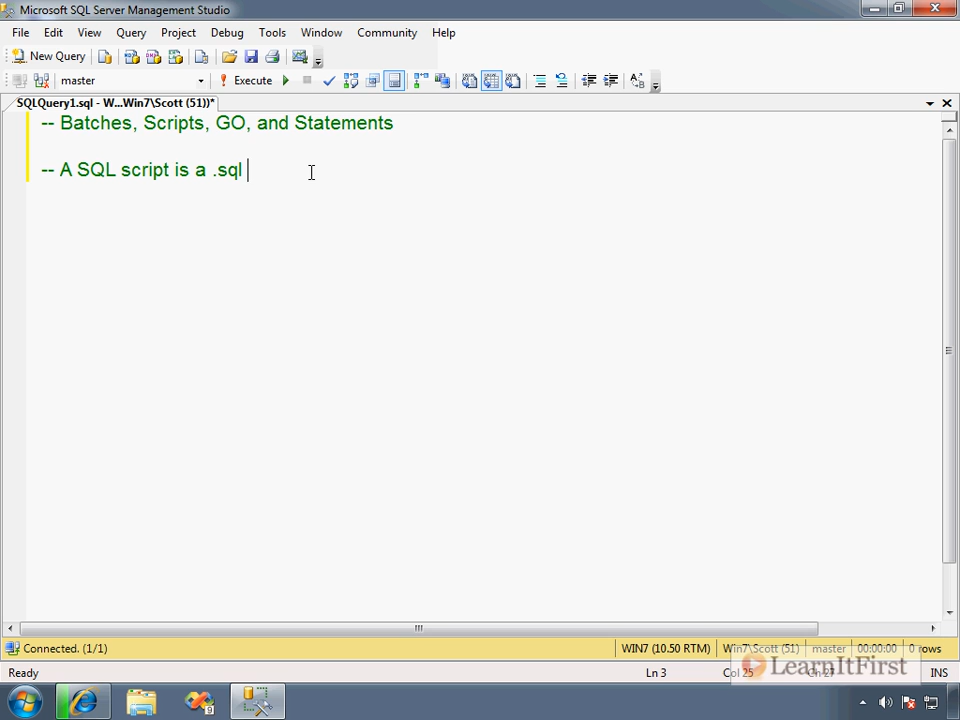 Microsoft SQL Server Management Studio
File Edit View Query Project Debug Tools Window Community Help
New Query
master Execute
SQLQuery1.sql - W...Win7\Scott (51))*
-- Batches, Scripts, GO, and Statements
-- A SQL script is a .sql
Connected. (1/1) WIN7 (10.50 RTM) Win7\Scott (51) master 00:00:00 0 rows
LearnItFirst
Ready Ln 3 Col 25 Ch 27 INS